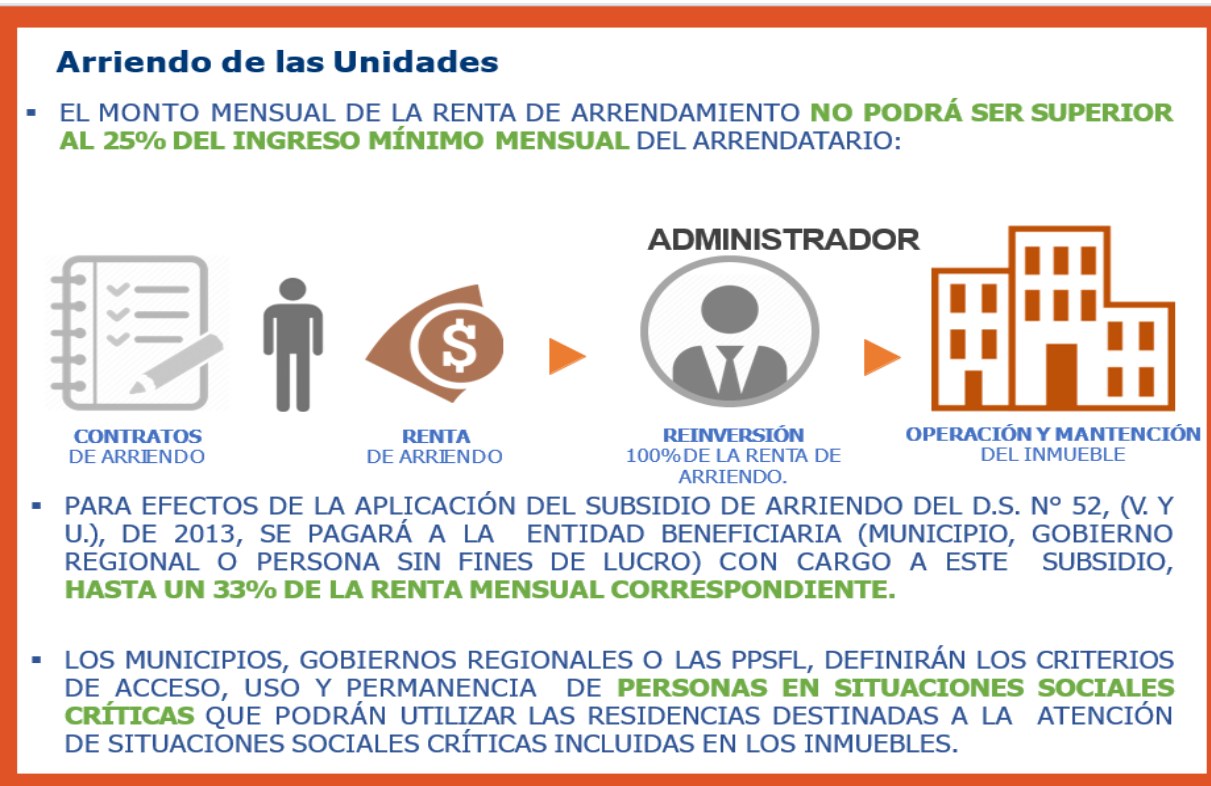 Arriendo de las Unidades
▪ EL MONTO MENSUAL DE LA RENTA DE ARRENDAMIENTO NO PODRÁ SER SUPERIOR
AL 25% DEL INGRESO MÍNIMO MENSUAL DEL ARRENDATARIO:
ADMINISTRADOR
$
CONTRATOS
DE ARRIENDO
RENTA
DE ARRIENDO
REINVERSIÓN
100% DE LA RENTA DE
ARRIENDO.
OPERACIÓN Y MANTENCIÓN
DEL INMUEBLE
▪ PARA EFECTOS DE LA APLICACIÓN DEL SUBSIDIO DE ARRIENDO DEL D.S. Nº 52, (V. Y
U.), DE 2013, SE PAGARÁ A LA ENTIDAD BENEFICIARIA (MUNICIPIO, GOBIERNO
REGIONAL O PERSONA SIN FINES DE LUCRO) CON CARGO A ESTE SUBSIDIO,
HASTA UN 33% DE LA RENTA MENSUAL CORRESPONDIENTE.
▪ LOS MUNICIPIOS, GOBIERNOS REGIONALES O LAS PPSFL, DEFINIRÁN LOS CRITERIOS
DE ACCESO, USO Y PERMANENCIA DE PERSONAS EN SITUACIONES SOCIALES
CRÍTICAS QUE PODRÁN UTILIZAR LAS RESIDENCIAS DESTINADAS A LA ATENCIÓN
DE SITUACIONES SOCIALES CRÍTICAS INCLUIDAS EN LOS INMUEBLES.